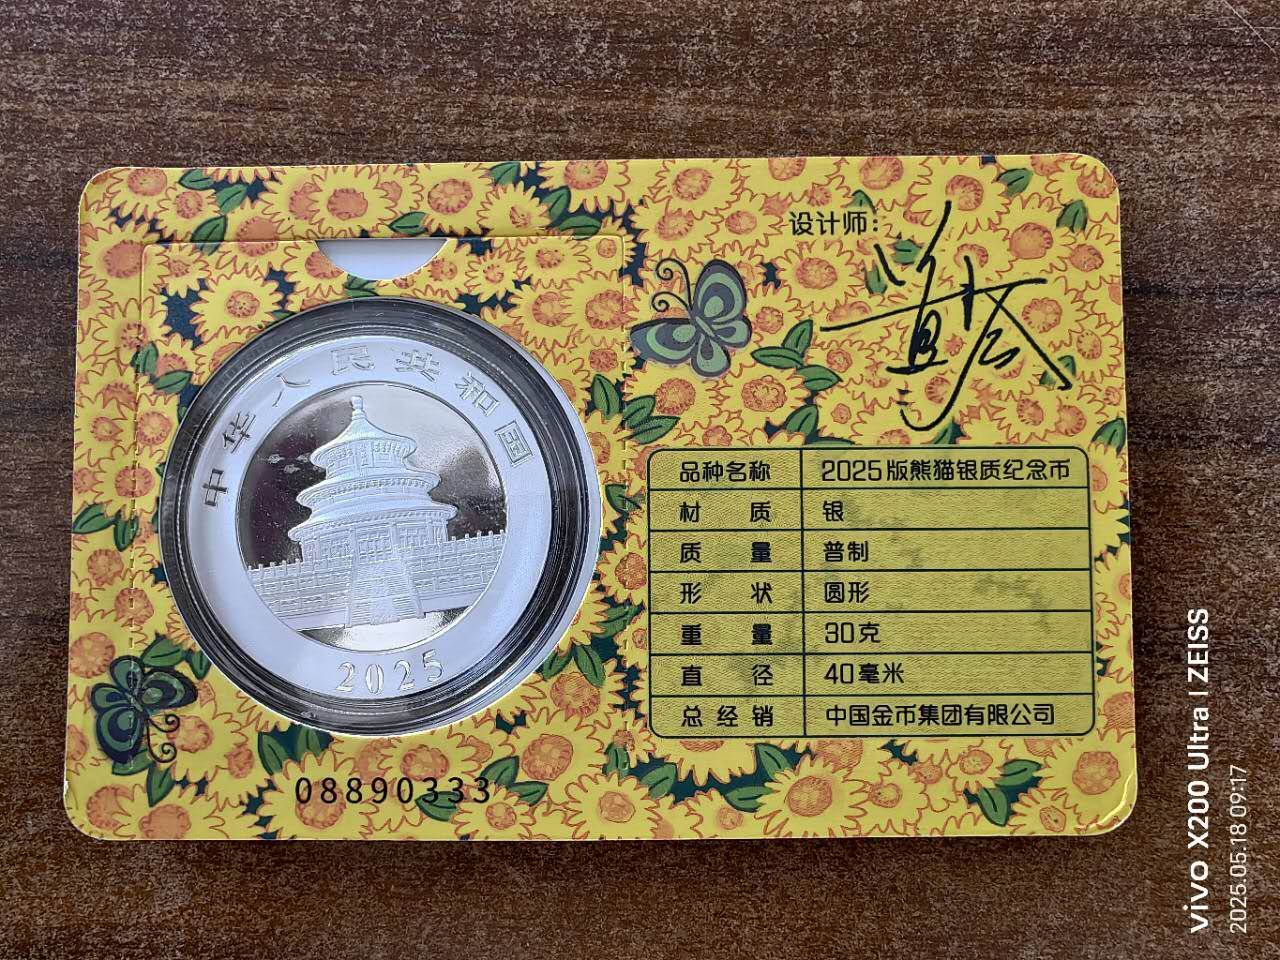 设计师:
中华人民共和国
2025
品种名称 2025版熊猫银质纪念币
材 质 银
质 量 普制
形 状 圆形
重 量 30克
直 径 40毫米
总经销 中国金币集团有限公司
08890333
vivo X200 Ultra | ZEISS
2025.05.18 09:17